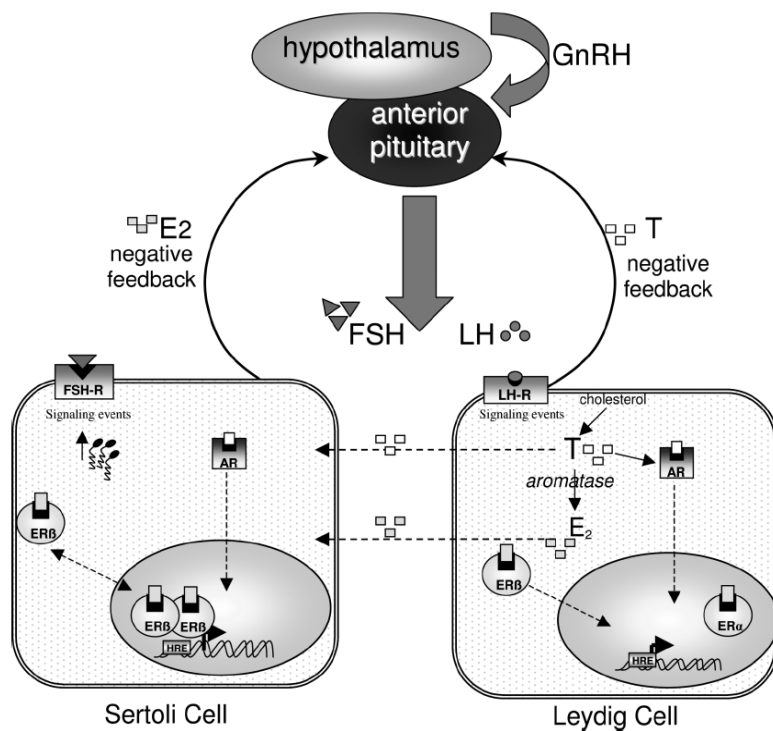 hypothalamus
GnRH
anterior
pituitary
E2
negative
feedback
T
negative
feedback
FSH
LH
FSH-R
Signaling events
LH-R
Signaling events
cholesterol
T
AR
AR
aromatase
E2
ERß
ERß
ERß
ERß
ERα
HRE
HRE
Sertoli Cell
Leydig Cell